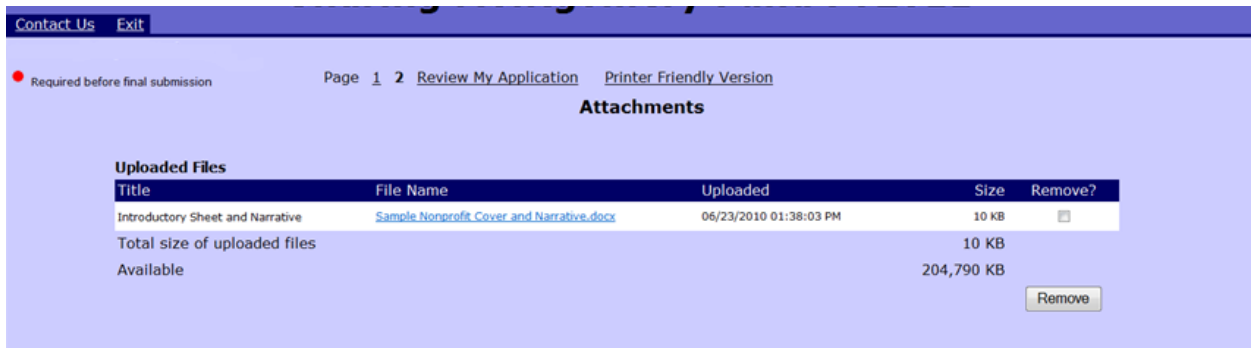 Contact Us Exit
Required before final submission
Page 1 2 Review My Application Printer Friendly Version
Attachments
Uploaded Files
Title File Name Uploaded Size Remove?
Introductory Sheet and Narrative Sample Nonprofit Cover and Narrative.docx 06/23/2010 01:38:03 PM 10 KB
Total size of uploaded files 10 KB
Available 204,790 KB
Remove